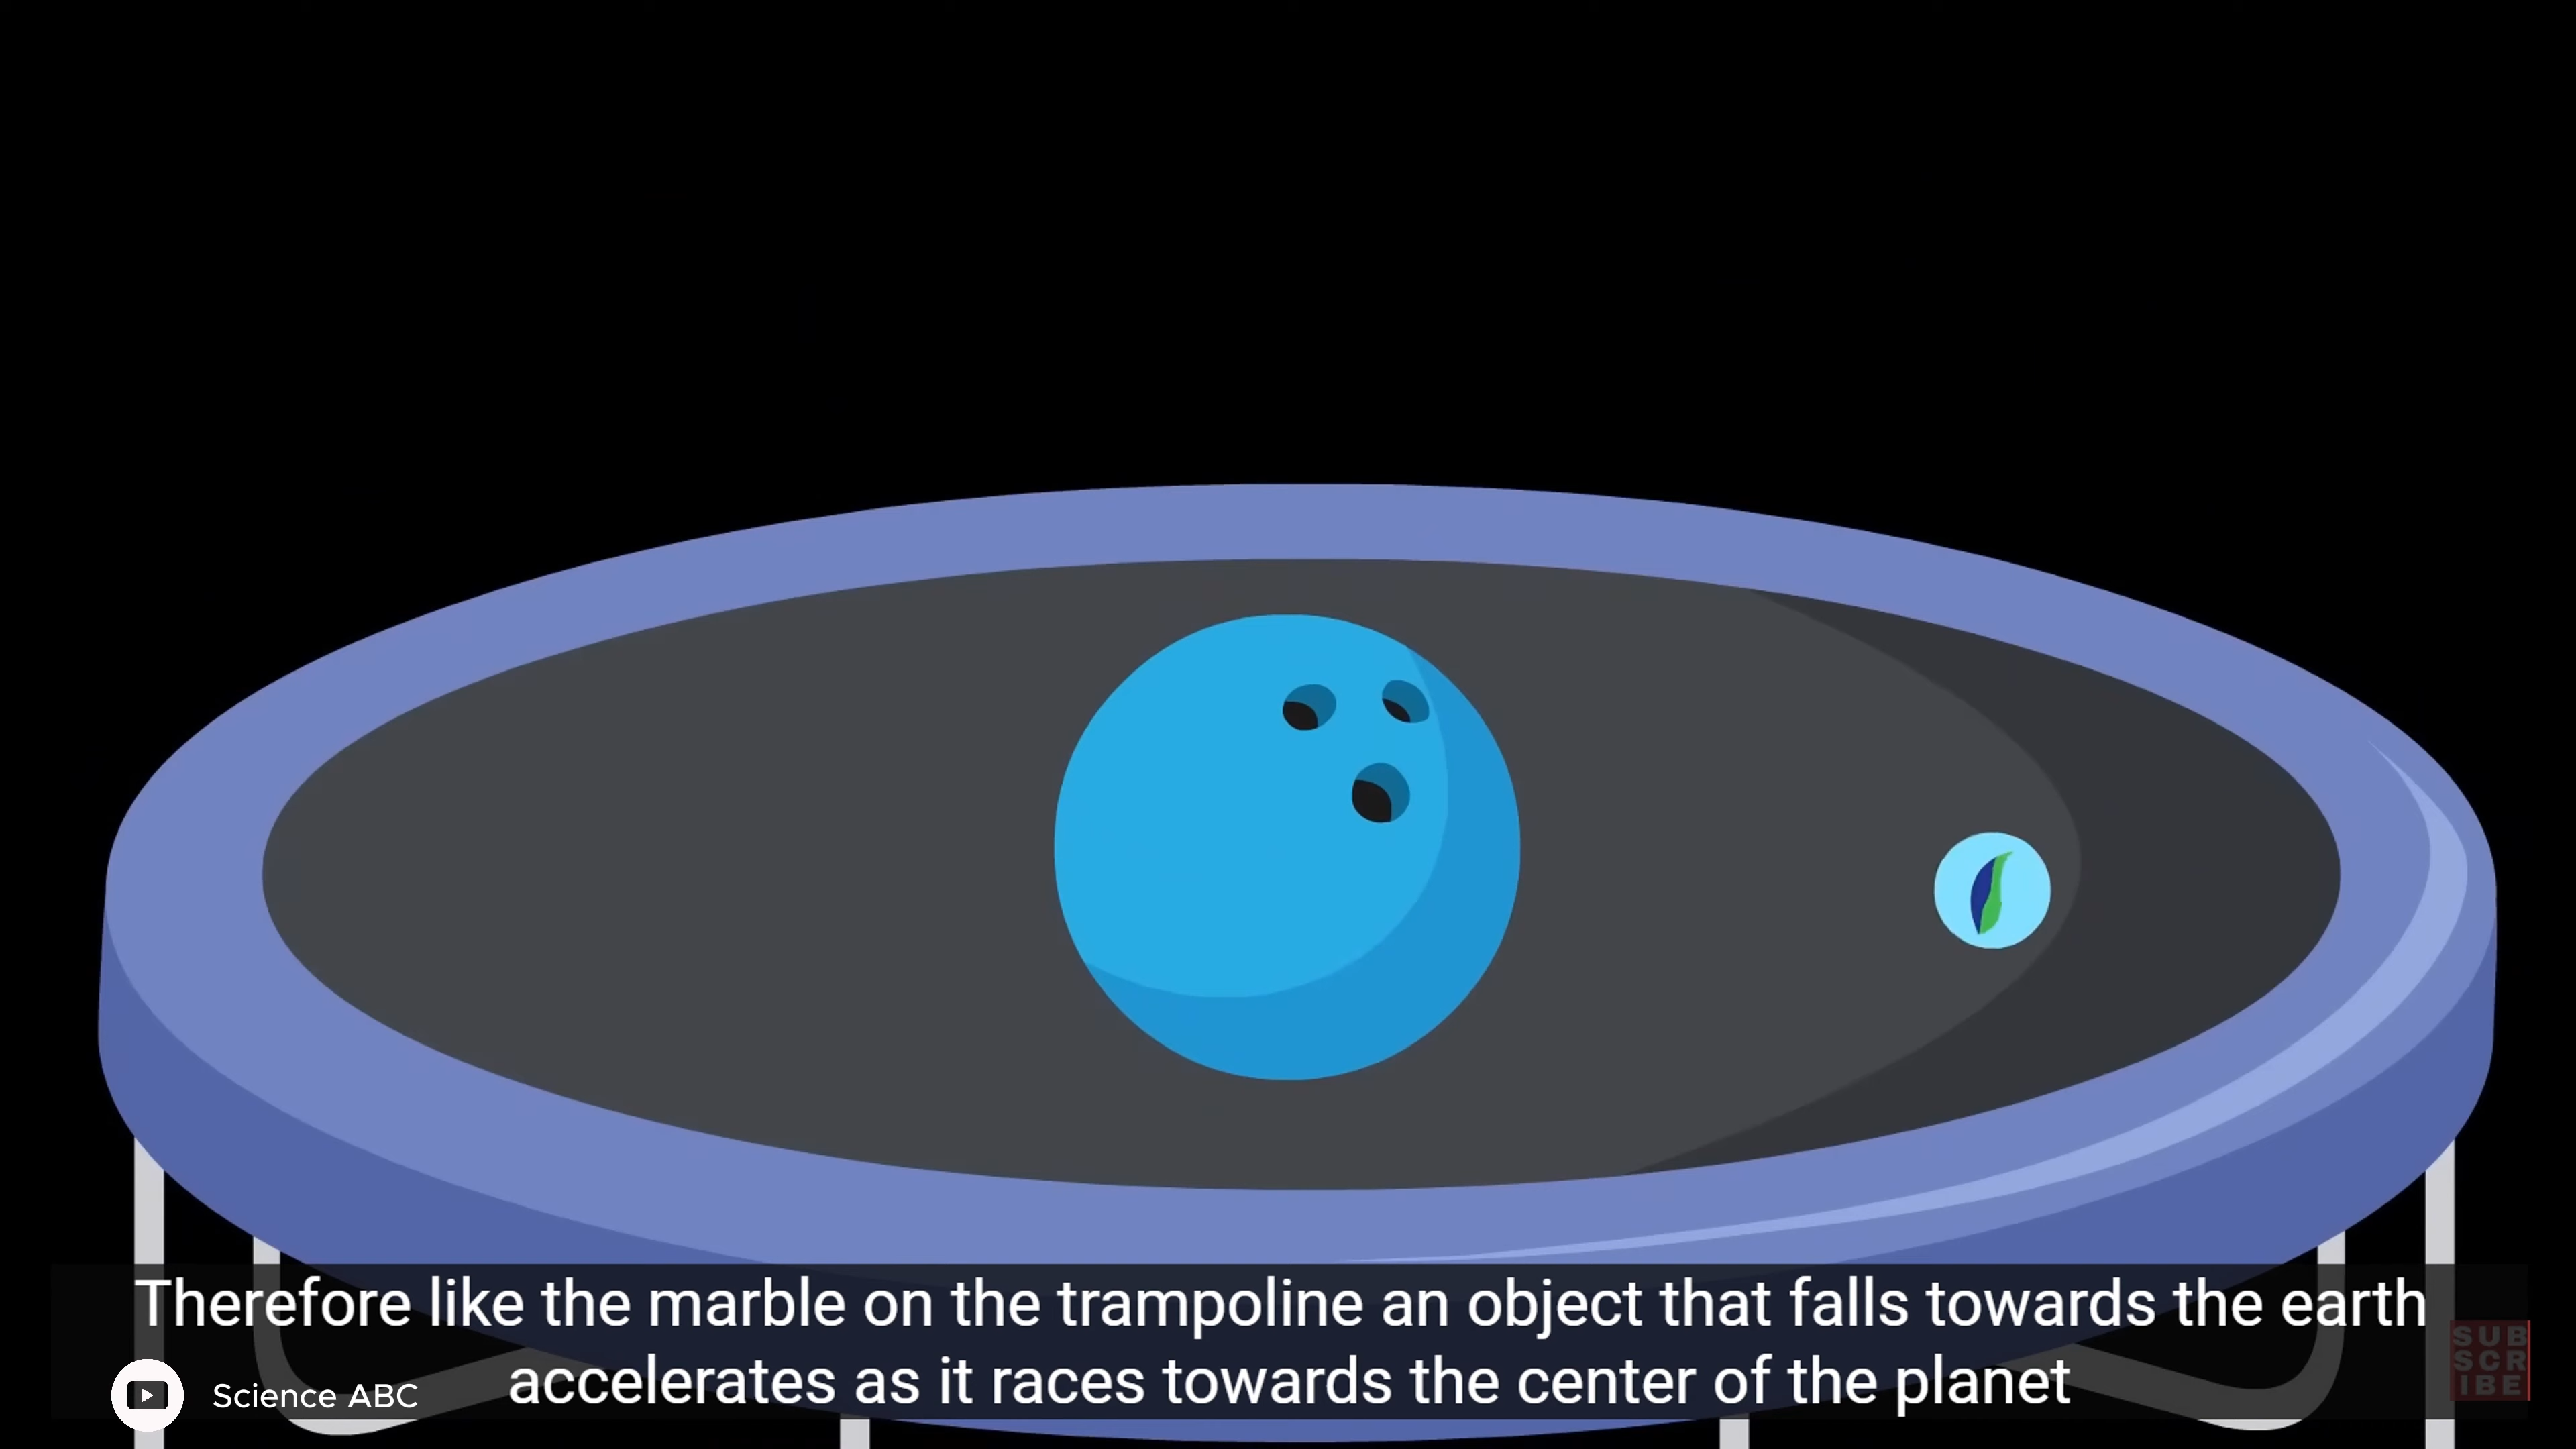 Therefore like the marble on the trampoline an object that falls towards the earth
accelerates as it races towards the center of the planet
Science ABC
SUB
SCR
IBE